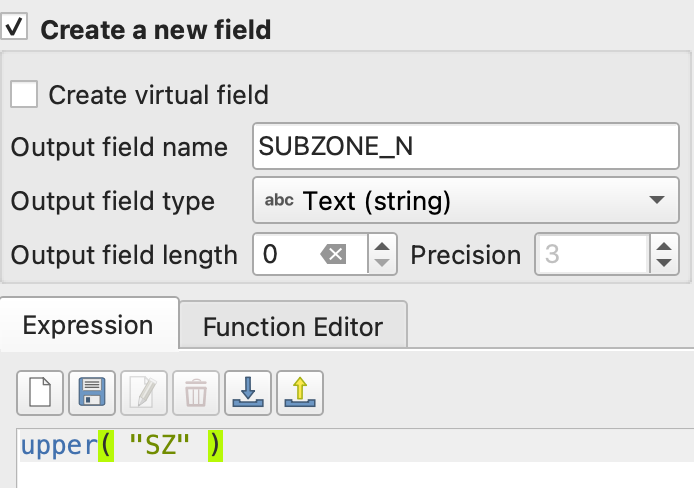 Create a new field
Create virtual field
Output field name SUBZONE_N
Output field type abc Text (string)
Output field length 0 Precision 3
Expression Function Editor
upper( "SZ" )